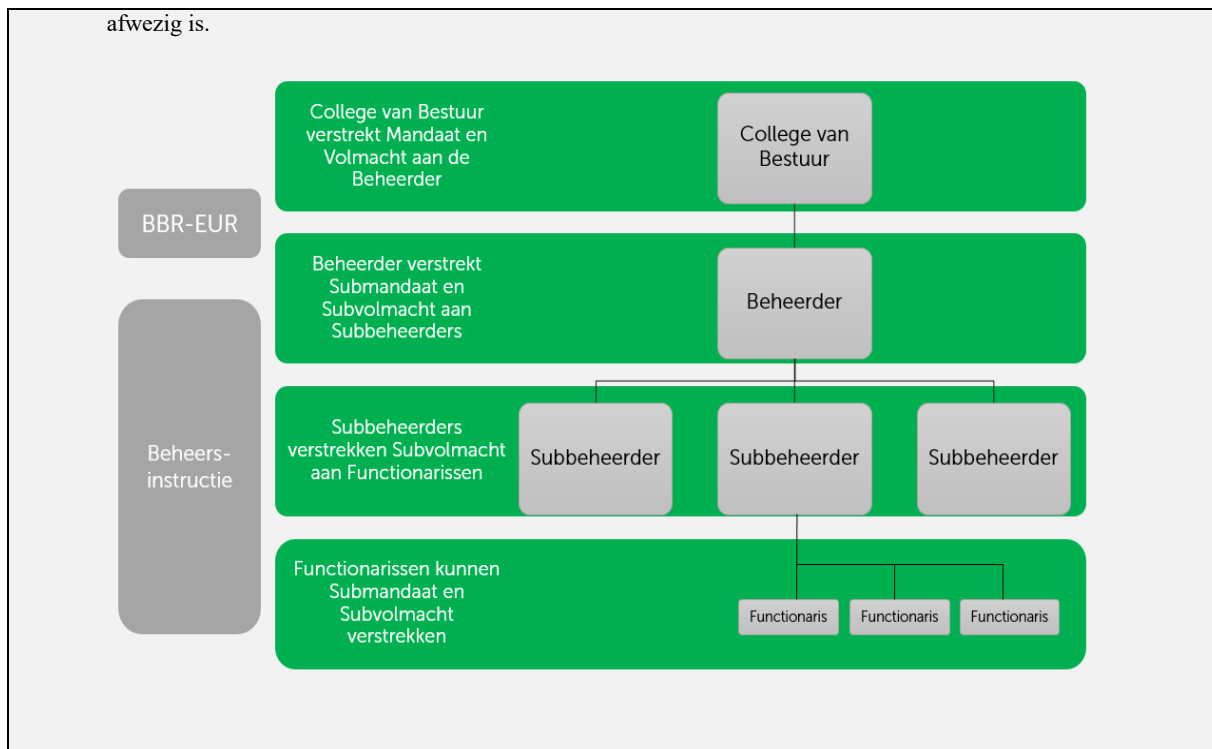 afwezig is.
College van Bestuur
verstrekt Mandaat en
Volmacht aan de
Beheerder
College van
Bestuur
BBR-EUR
Beheerder verstrekt
Submandaat en
Subvolmacht aan
Subbeheerders
Beheerder
Beheers-
instructie
Subbeheerders
verstrekken Subvolmacht
aan Functionarissen
Subbeheerder
Subbeheerder
Subbeheerder
Functionarissen kunnen
Submandaat en
Subvolmacht
verstrekken
Functionaris
Functionaris
Functionaris